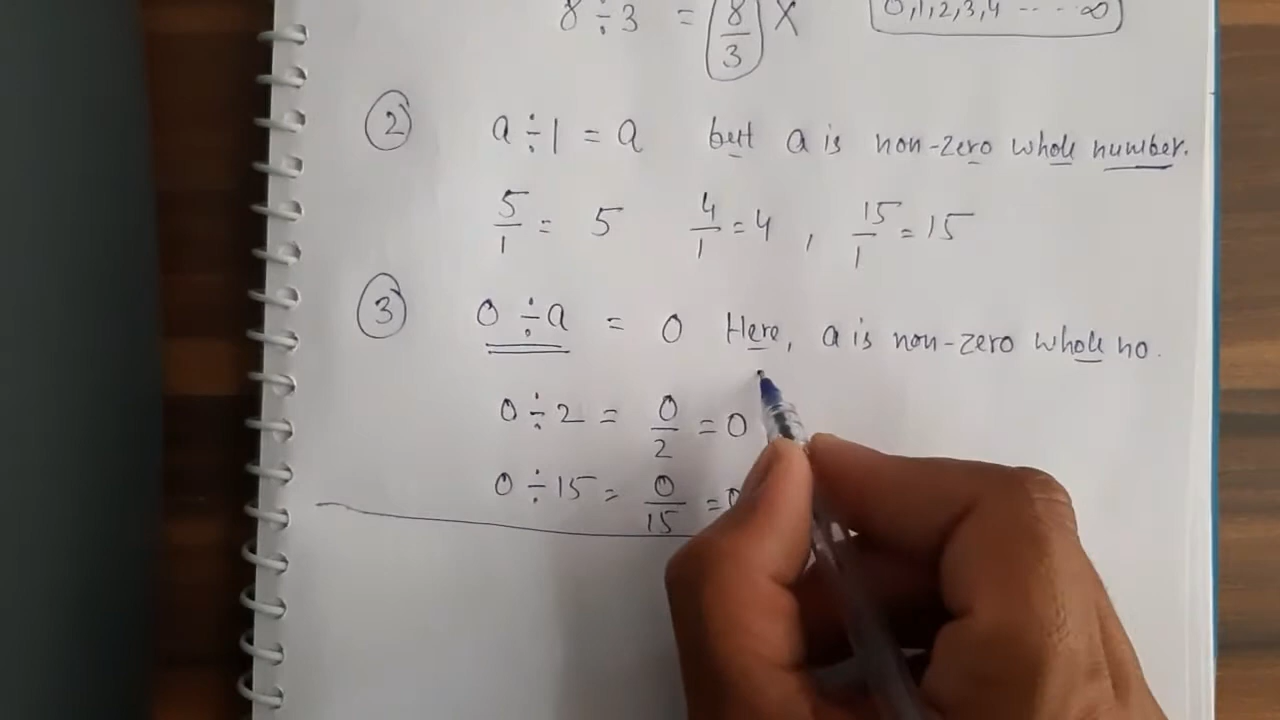 8 ÷ 3 = 8/3 X 0,1,2,3,4 ---- ∞
② a ÷ 1 = a but a is non-zero whole number.
5/1 = 5 4/1 = 4 , 15/1 = 15
③ 0 ÷ a = 0 Here, a is non-zero whole no.
0 ÷ 2 = 0/2 = 0
0 ÷ 15 = 0/15 = 0